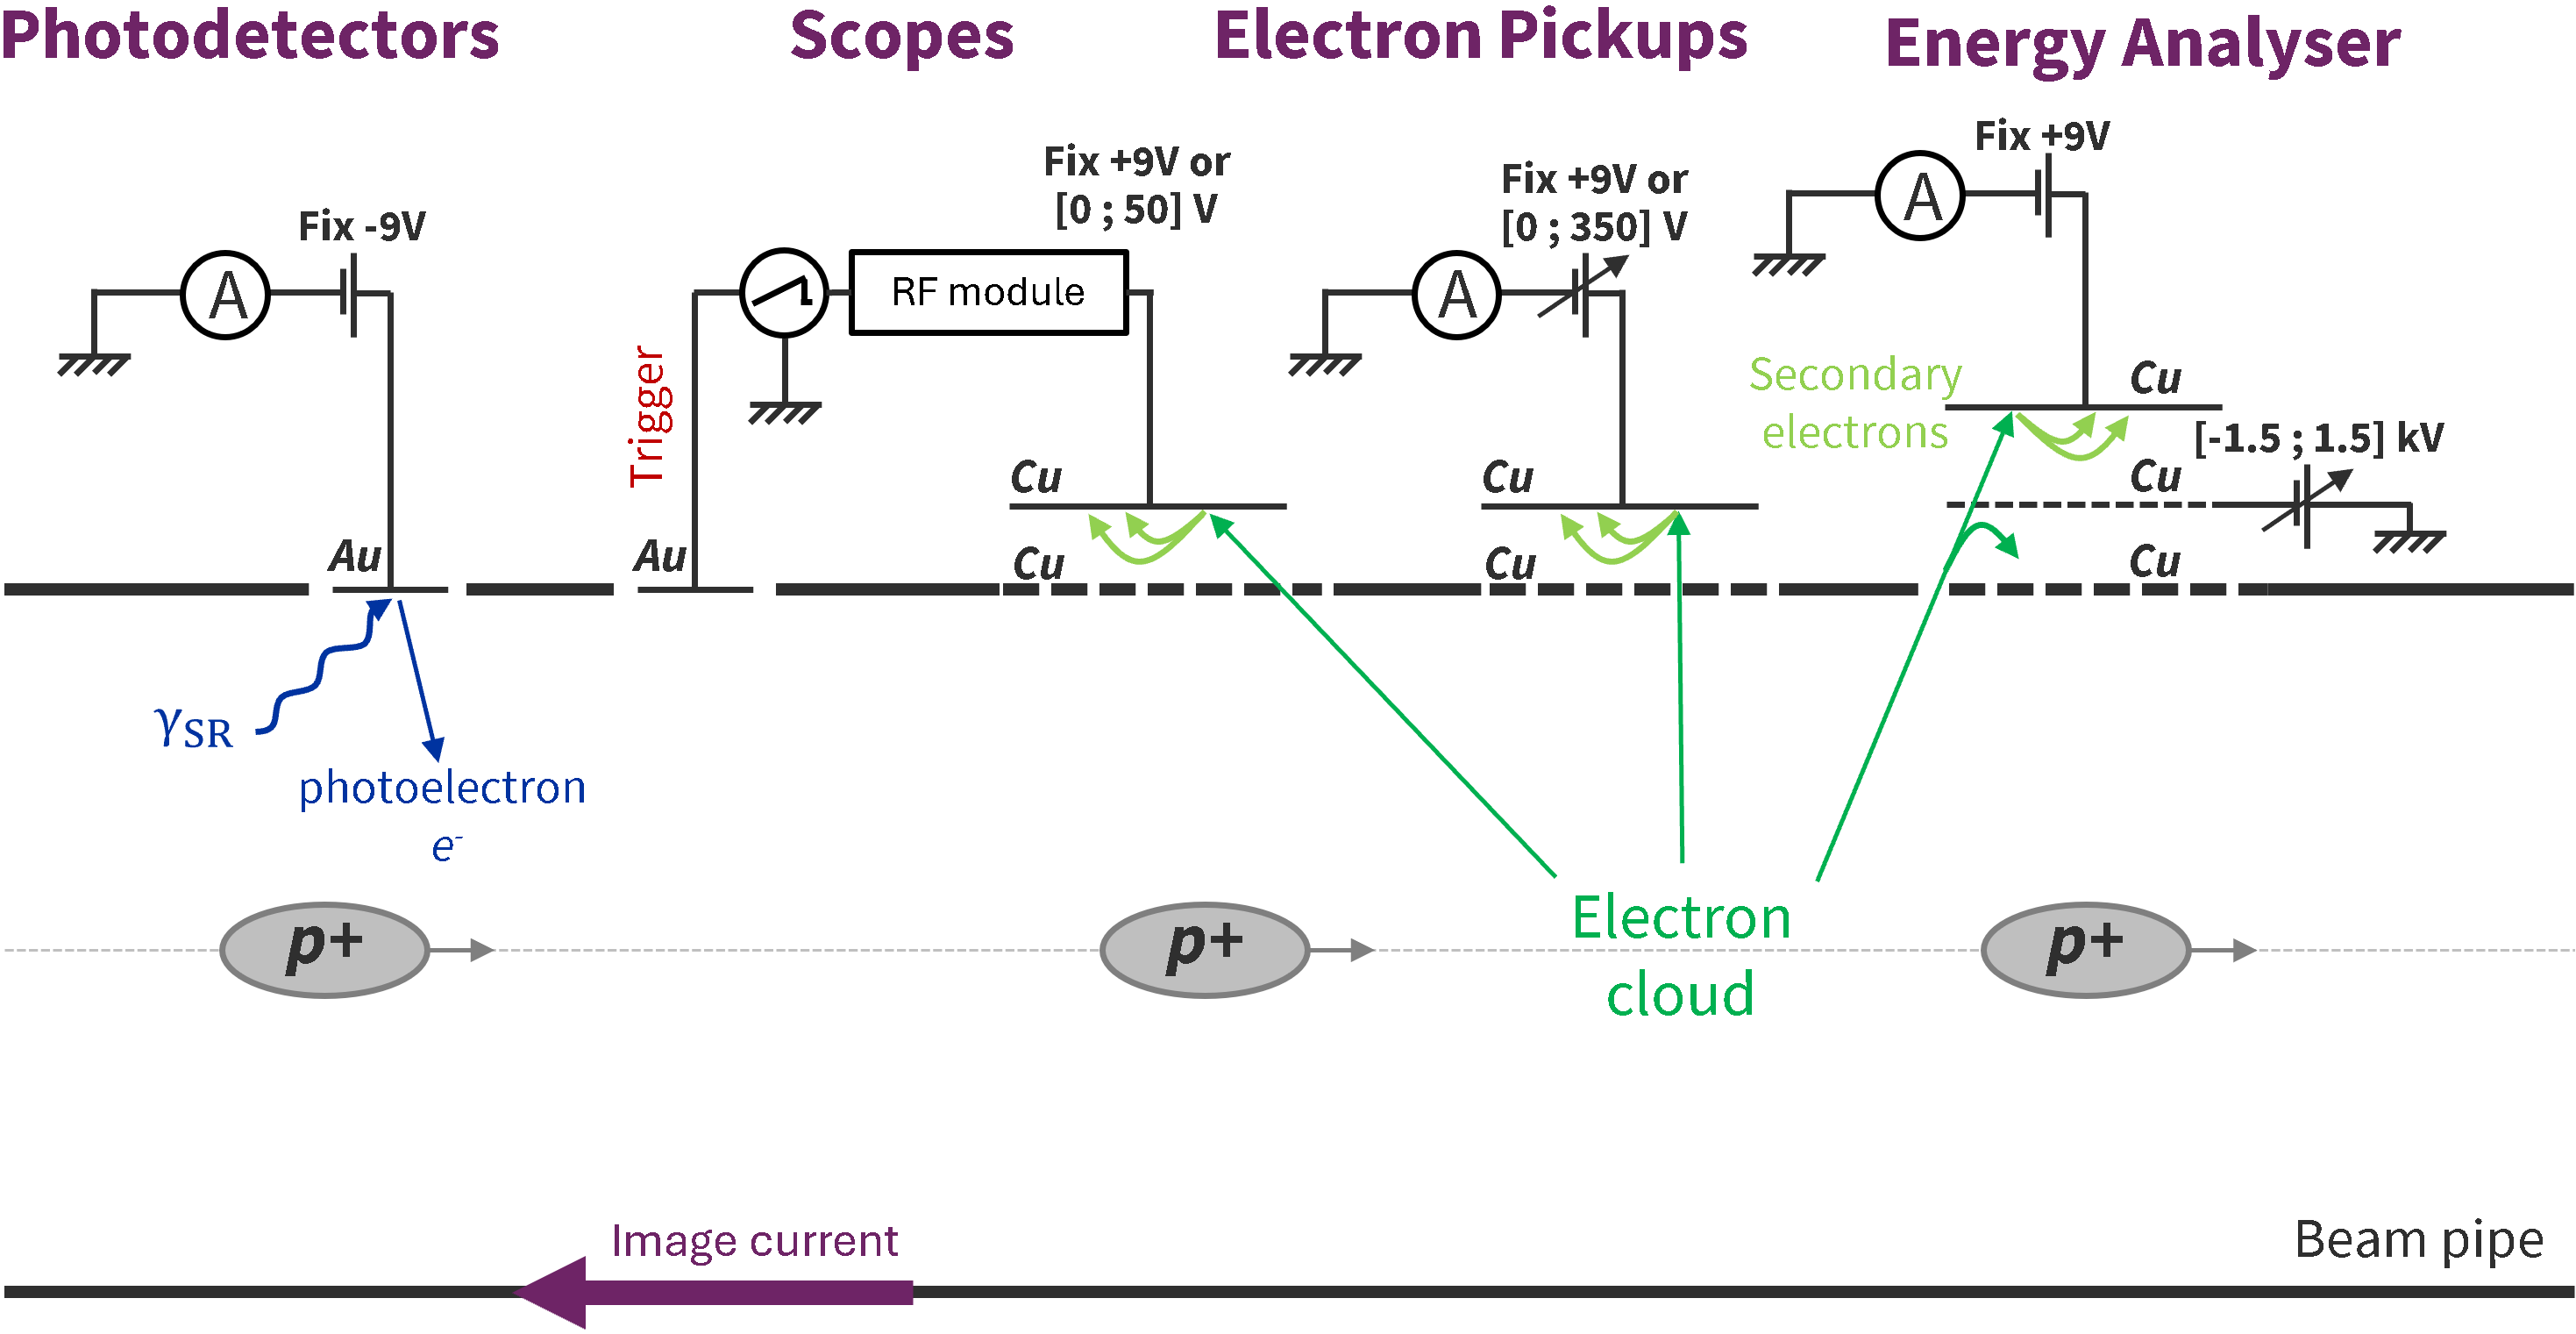 Photodetectors
Scopes
Electron Pickups
Energy Analyser
Fix -9V
A
Fix +9V or
[0 ; 50] V
RF module
Trigger
Fix +9V or
[0 ; 350] V
A
Fix +9V
A
Secondary
electrons
Cu
[-1.5 ; 1.5] kV
Cu
Cu
Cu
Au
Au
Cu
Cu
Cu
γSR
photoelectron
e-
p+
p+
p+
Electron
cloud
Image current
Beam pipe